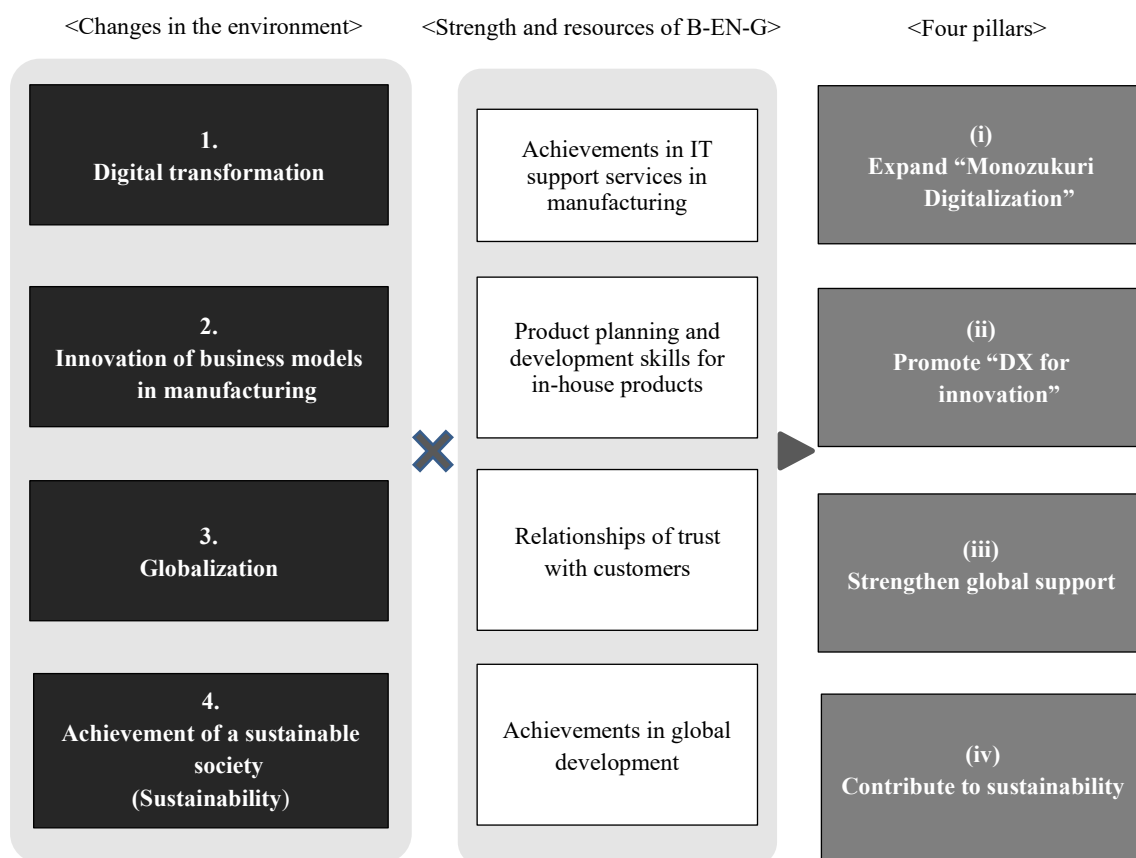 <Changes in the environment>
<Strength and resources of B-EN-G>
<Four pillars>
1.
Digital transformation
2.
Innovation of business models
in manufacturing
3.
Globalization
4.
Achievement of a sustainable
society
(Sustainability)
Achievements in IT
support services in
manufacturing
Product planning and
development skills for
in-house products
Relationships of trust
with customers
Achievements in global
development
(i)
Expand “Monozukuri
Digitalization”
(ii)
Promote “DX for
innovation”
(iii)
Strengthen global support
(iv)
Contribute to sustainability